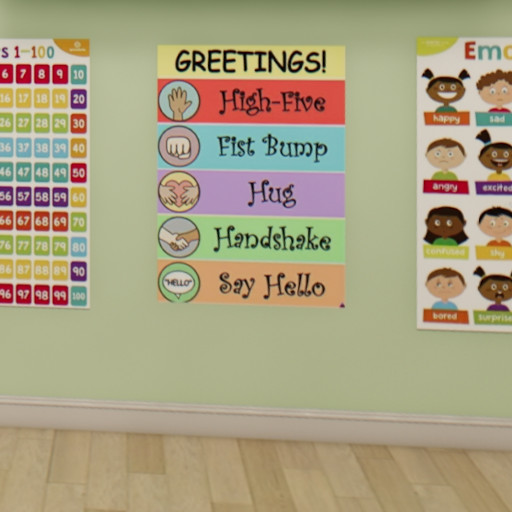 S 1-100
6 7 8 9 10
16 17 18 19 20
26 27 28 29 30
36 37 38 39 40
46 47 48 49 50
56 57 58 59 60
66 67 68 69 70
76 77 78 79 80
86 87 88 89 90
96 97 98 99 100
GREETINGS!
High-Five
Fist Bump
Hug
Handshake
"HELLO" Say Hello
Emo
happy sad
angry excited
confused shy
bored surprise